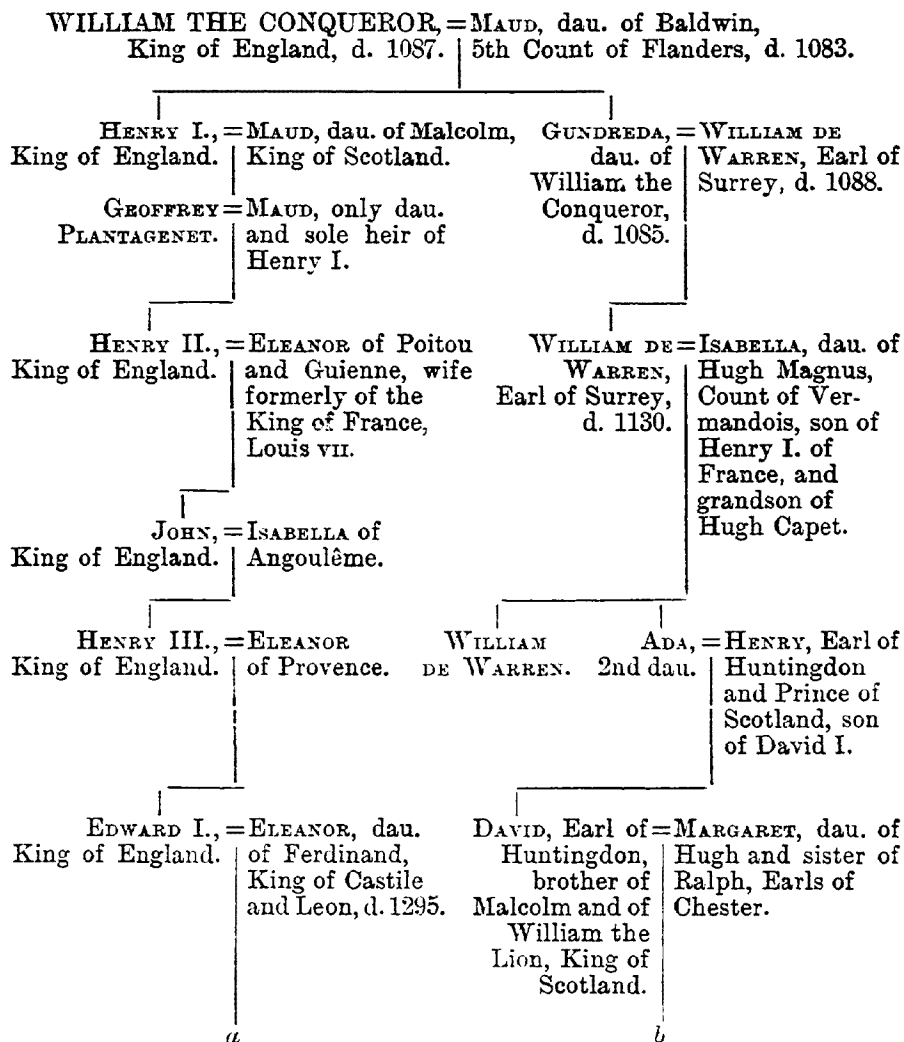 WILLIAM THE CONQUEROR, = MAUD, dau. of Baldwin,
King of England, d. 1087. 5th Count of Flanders, d. 1083.
HENRY I., = MAUD, dau. of Malcolm,
King of England. King of Scotland.
GUNDREDA, = WILLIAM DE
dau. of WARREN, Earl of
William the Surrey, d. 1088.
Conqueror,
d. 1085.
GEOFFREY = MAUD, only dau.
PLANTAGENET. and sole heir of
Henry I.
HENRY II., = ELEANOR of Poitou
King of England. and Guienne, wife
formerly of the
King of France,
Louis VII.
WILLIAM DE = ISABELLA, dau. of
WARREN, Hugh Magnus,
Earl of Surrey, Count of Ver-
d. 1130. mandois, son of
Henry I. of
France, and
grandson of
Hugh Capet.
JOHN, = ISABELLA of
King of England. Angoulême.
HENRY III., = ELEANOR
King of England. of Provence.
WILLIAM
DE WARREN.
ADA, = HENRY, Earl of
2nd dau. Huntingdon
and Prince of
Scotland, son
of David I.
EDWARD I., = ELEANOR, dau.
King of England. of Ferdinand,
King of Castile
and Leon, d. 1295.
DAVID, Earl of = MARGARET, dau. of
Huntingdon, Hugh and sister of
brother of Ralph, Earls of
Malcolm and of Chester.
William the
Lion, King of
Scotland.
a b